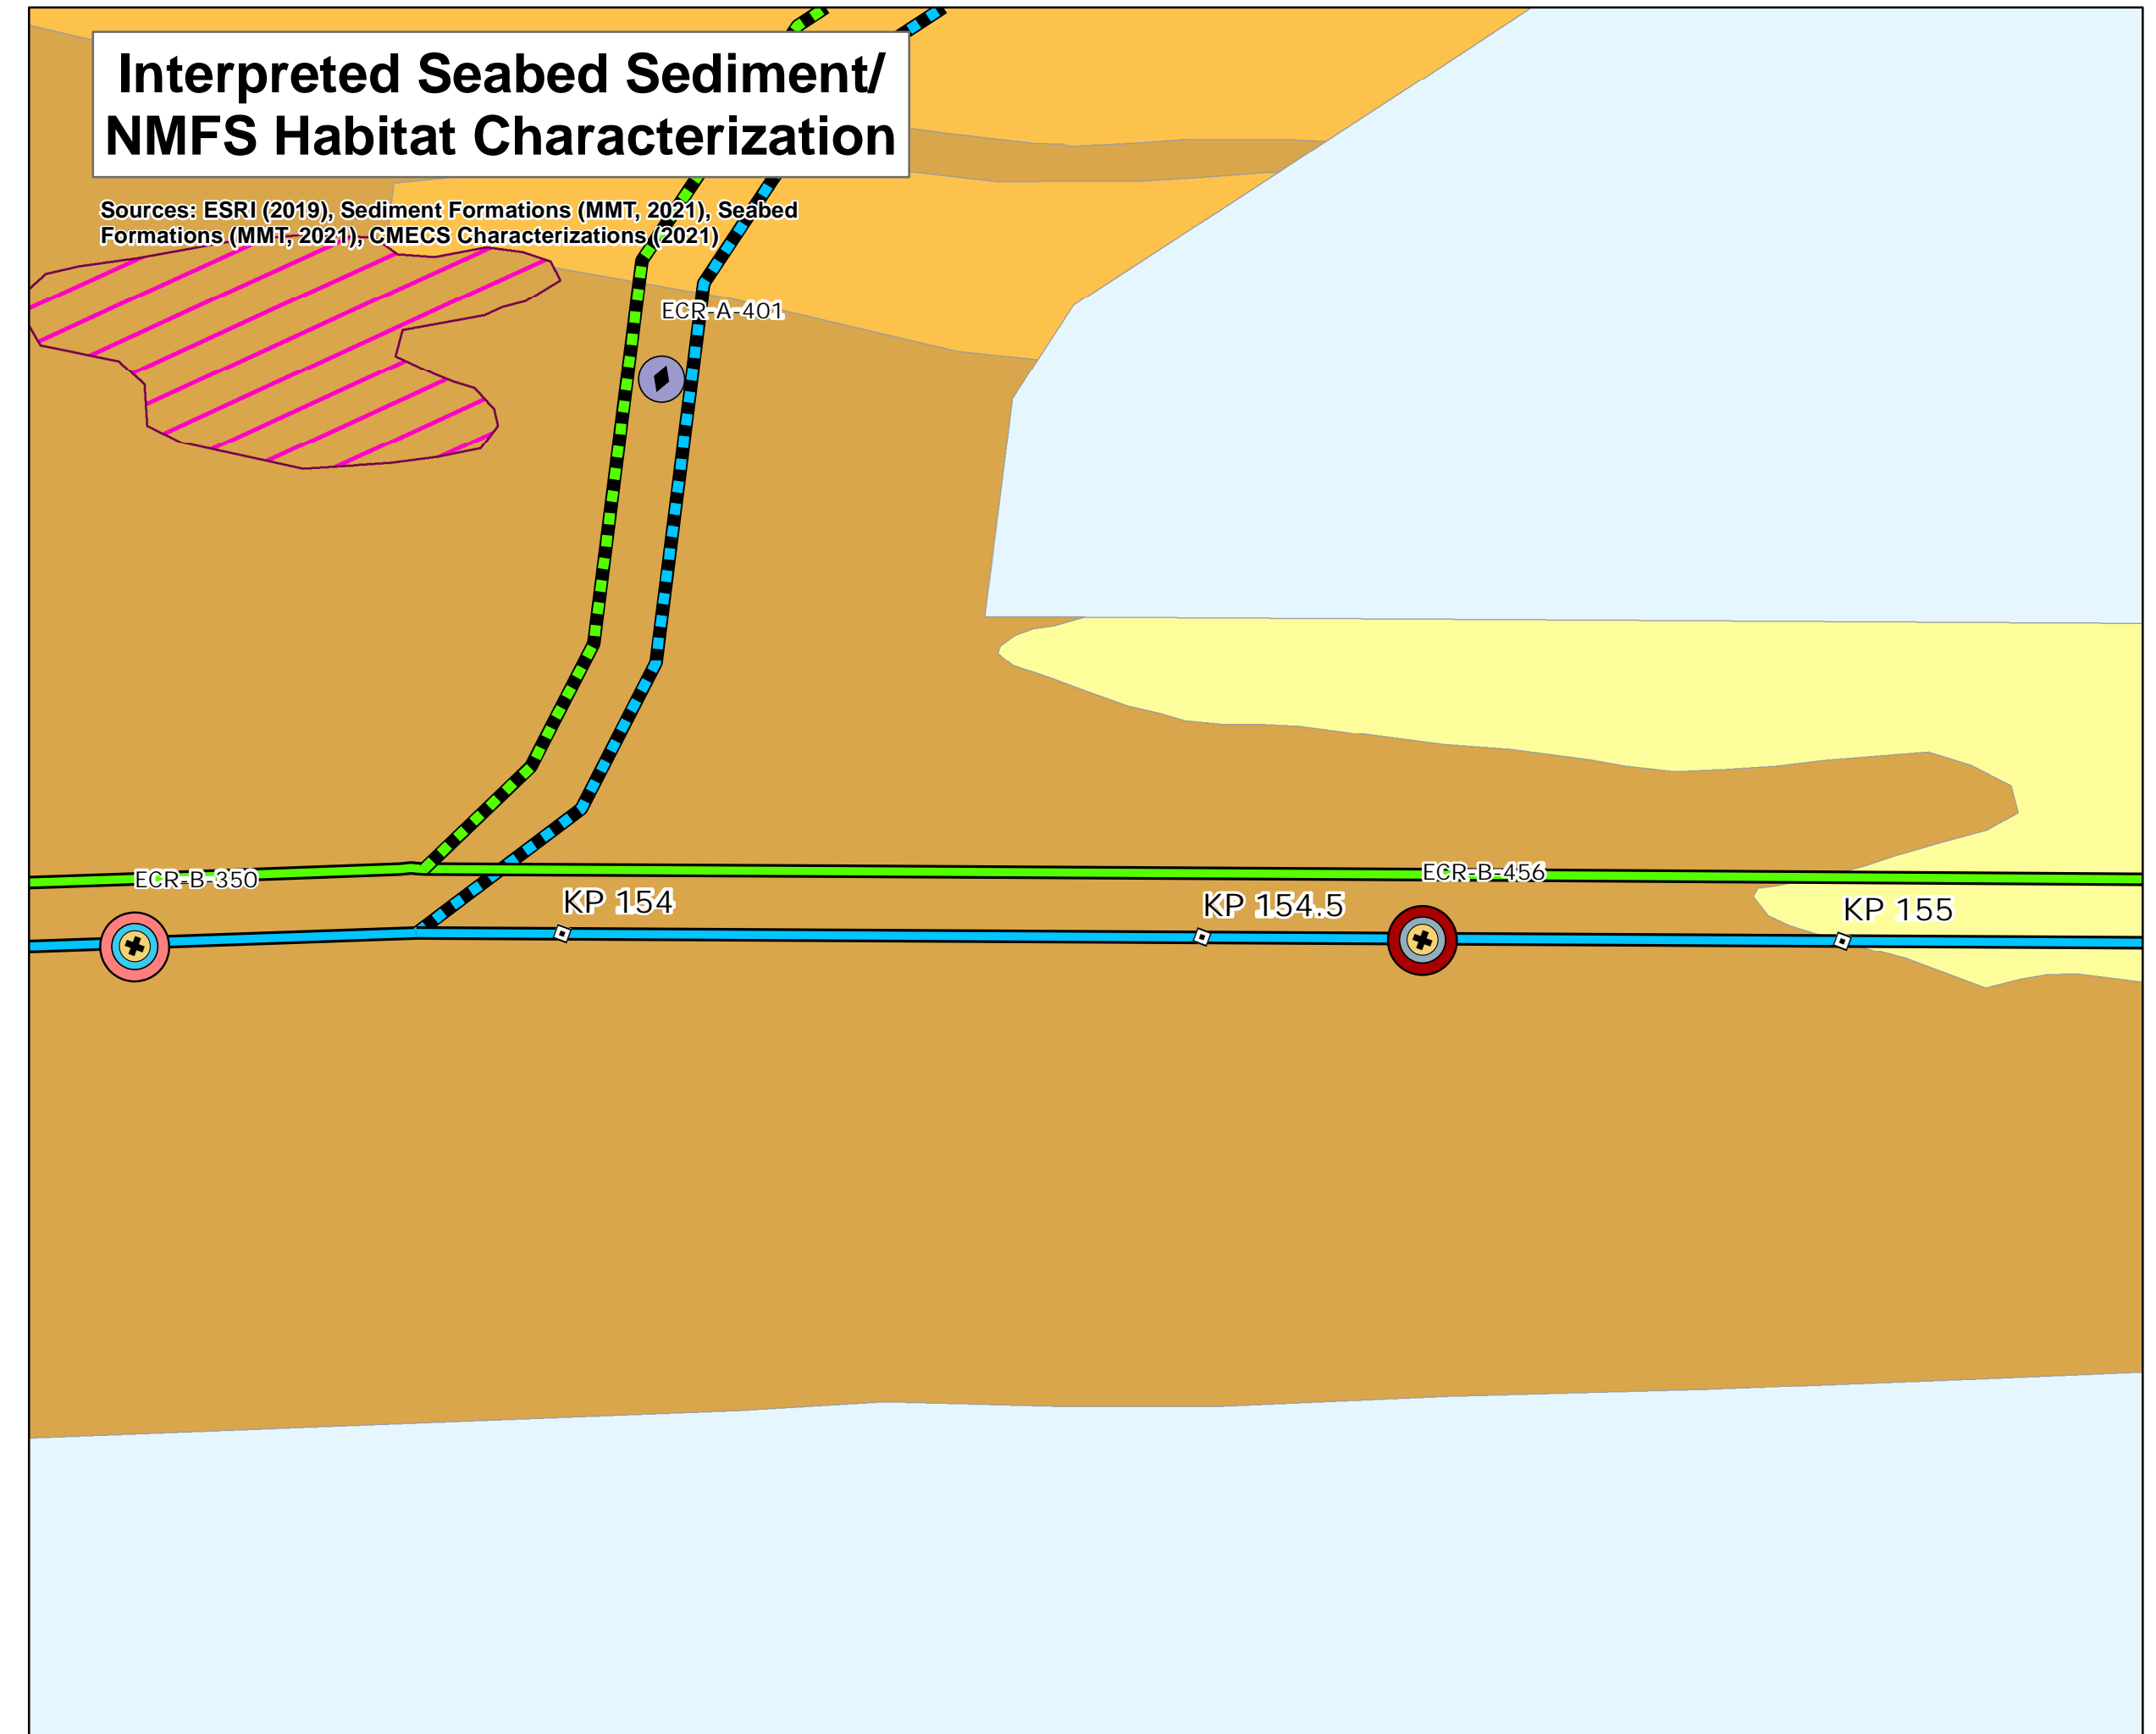 Interpreted Seabed Sediment/
NMFS Habitat Characterization
Sources: ESRI (2019), Sediment Formations (MMT, 2021), Seabed
Formations (MMT, 2021), CMECS Characterizations (2021)
ECR-A-401
ECR-B-350
ECR-B-456
KP 154
KP 154.5
KP 155